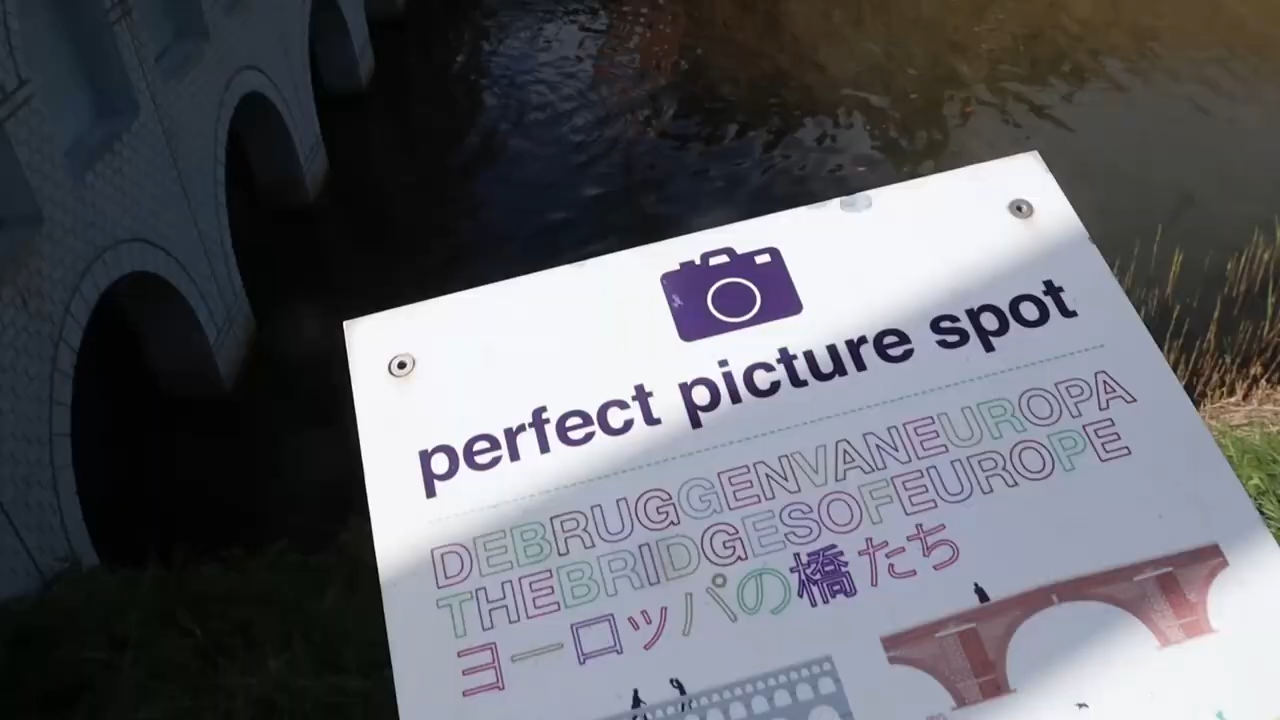 perfect picture spot
DEBRUGGENVANEUROPA
THEBRIDGESOFEUROPE
ヨーロッパの橋たち